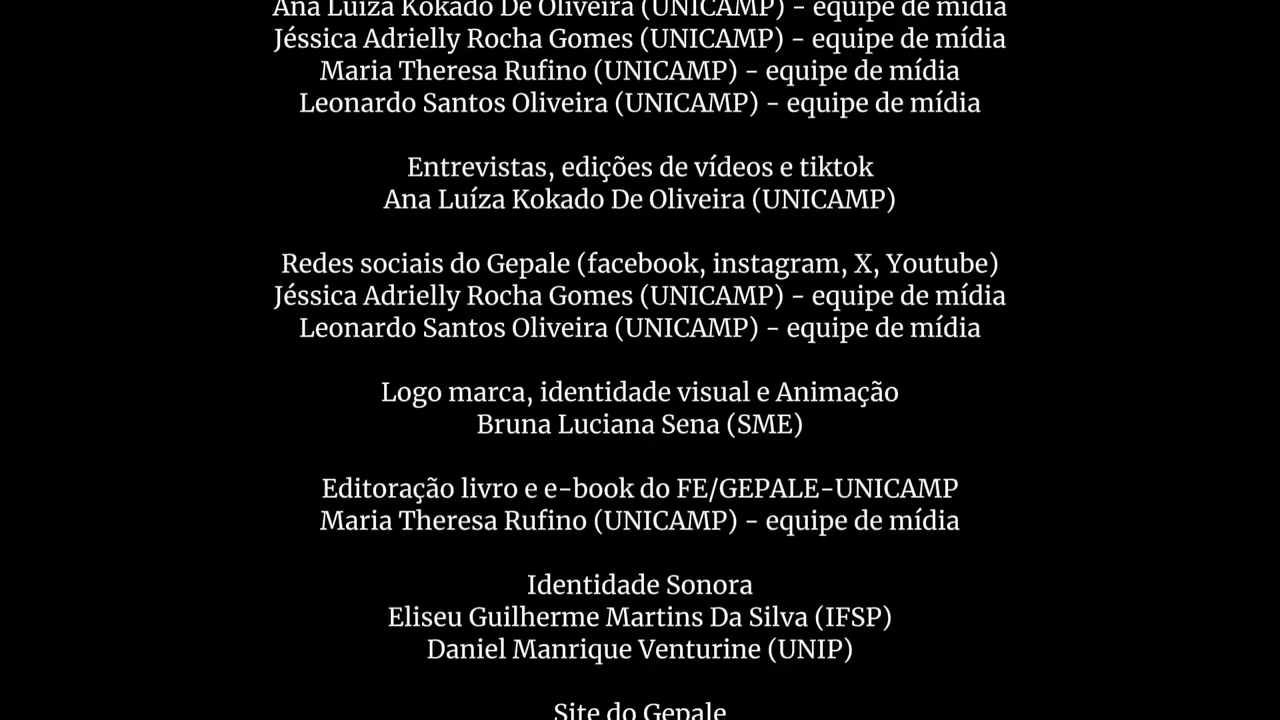 Ana Luíza Kokado De Oliveira (UNICAMP) - equipe de mídia
Jéssica Adrielly Rocha Gomes (UNICAMP) - equipe de mídia
Maria Theresa Rufino (UNICAMP) - equipe de mídia
Leonardo Santos Oliveira (UNICAMP) - equipe de mídia
Entrevistas, edições de vídeos e tiktok
Ana Luíza Kokado De Oliveira (UNICAMP)
Redes sociais do Gepale (facebook, instagram, X, Youtube)
Jéssica Adrielly Rocha Gomes (UNICAMP) - equipe de mídia
Leonardo Santos Oliveira (UNICAMP) - equipe de mídia
Logo marca, identidade visual e Animação
Bruna Luciana Sena (SME)
Editoração livro e e-book do FE/GEPALE-UNICAMP
Maria Theresa Rufino (UNICAMP) - equipe de mídia
Identidade Sonora
Eliseu Guilherme Martins Da Silva (IFSP)
Daniel Manrique Venturine (UNIP)
Site do Gepale